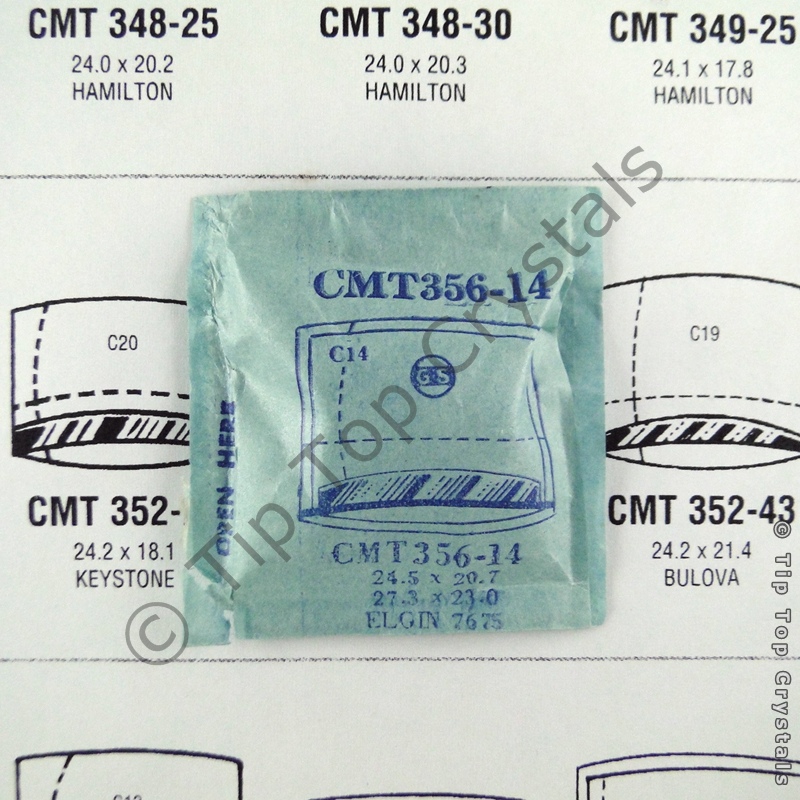 CMT 348-25
24.0 x 20.2
HAMILTON
CMT 348-30
24.0 x 20.3
HAMILTON
CMT 349-25
24.1 x 17.8
HAMILTON
C20
CMT 352-
24.2 x 18.1
KEYSTONE
OPEN HERE
CMT356-14
C14
GS
CMT356-14
24.5 x 20.7
27.3 x 23.0
ELGIN 7675
C19
CMT 352-43
24.2 x 21.4
BULOVA
© Tip Top Crystals
© Tip Top Crystals